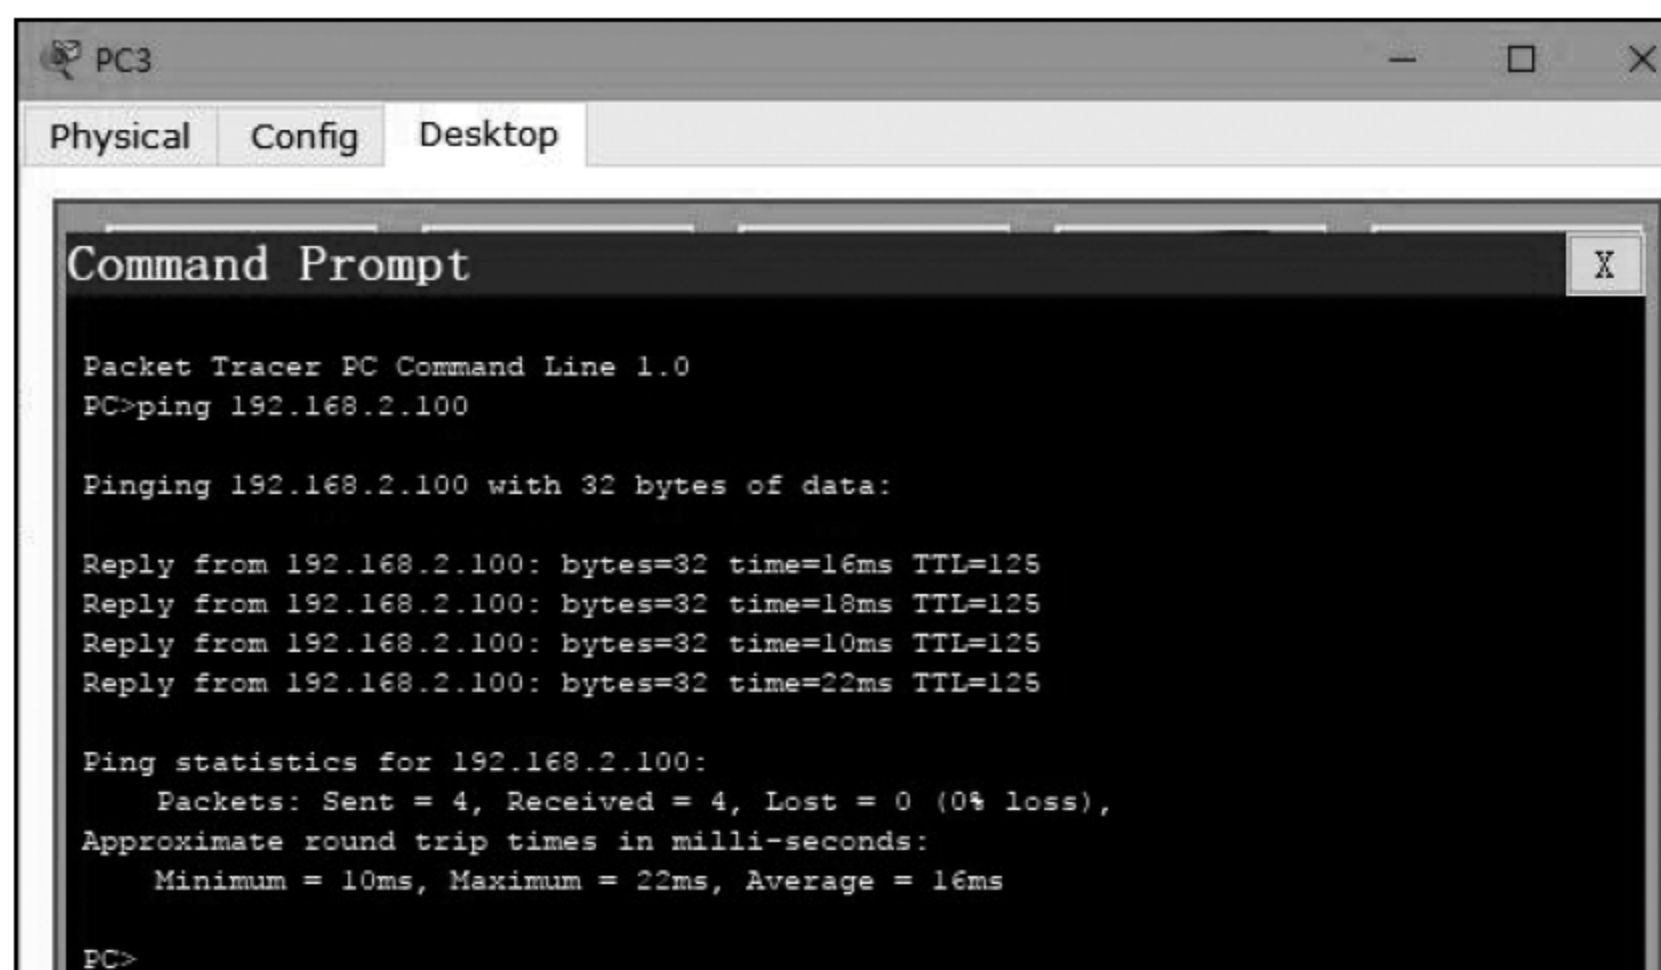 PC3
Physical Config Desktop
Command Prompt
X
Packet Tracer PC Command Line 1.0
PC>ping 192.168.2.100
Pinging 192.168.2.100 with 32 bytes of data:
Reply from 192.168.2.100: bytes=32 time=16ms TTL=125
Reply from 192.168.2.100: bytes=32 time=18ms TTL=125
Reply from 192.168.2.100: bytes=32 time=10ms TTL=125
Reply from 192.168.2.100: bytes=32 time=22ms TTL=125
Ping statistics for 192.168.2.100:
Packets: Sent = 4, Received = 4, Lost = 0 (0% loss),
Approximate round trip times in milli-seconds:
Minimum = 10ms, Maximum = 22ms, Average = 16ms
PC>